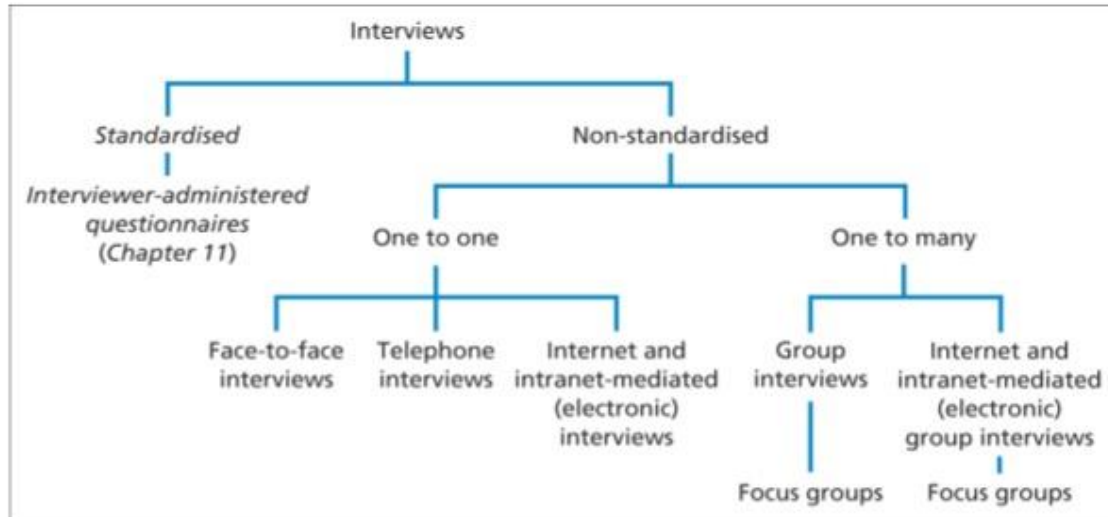 Interviews
Standardised
Non-standardised
Interviewer-administered
questionnaires
(Chapter 11)
One to one
One to many
Face-to-face
interviews
Telephone
interviews
Internet and
intranet-mediated
(electronic)
interviews
Group
interviews
Internet and
intranet-mediated
(electronic)
group interviews
Focus groups
Focus groups